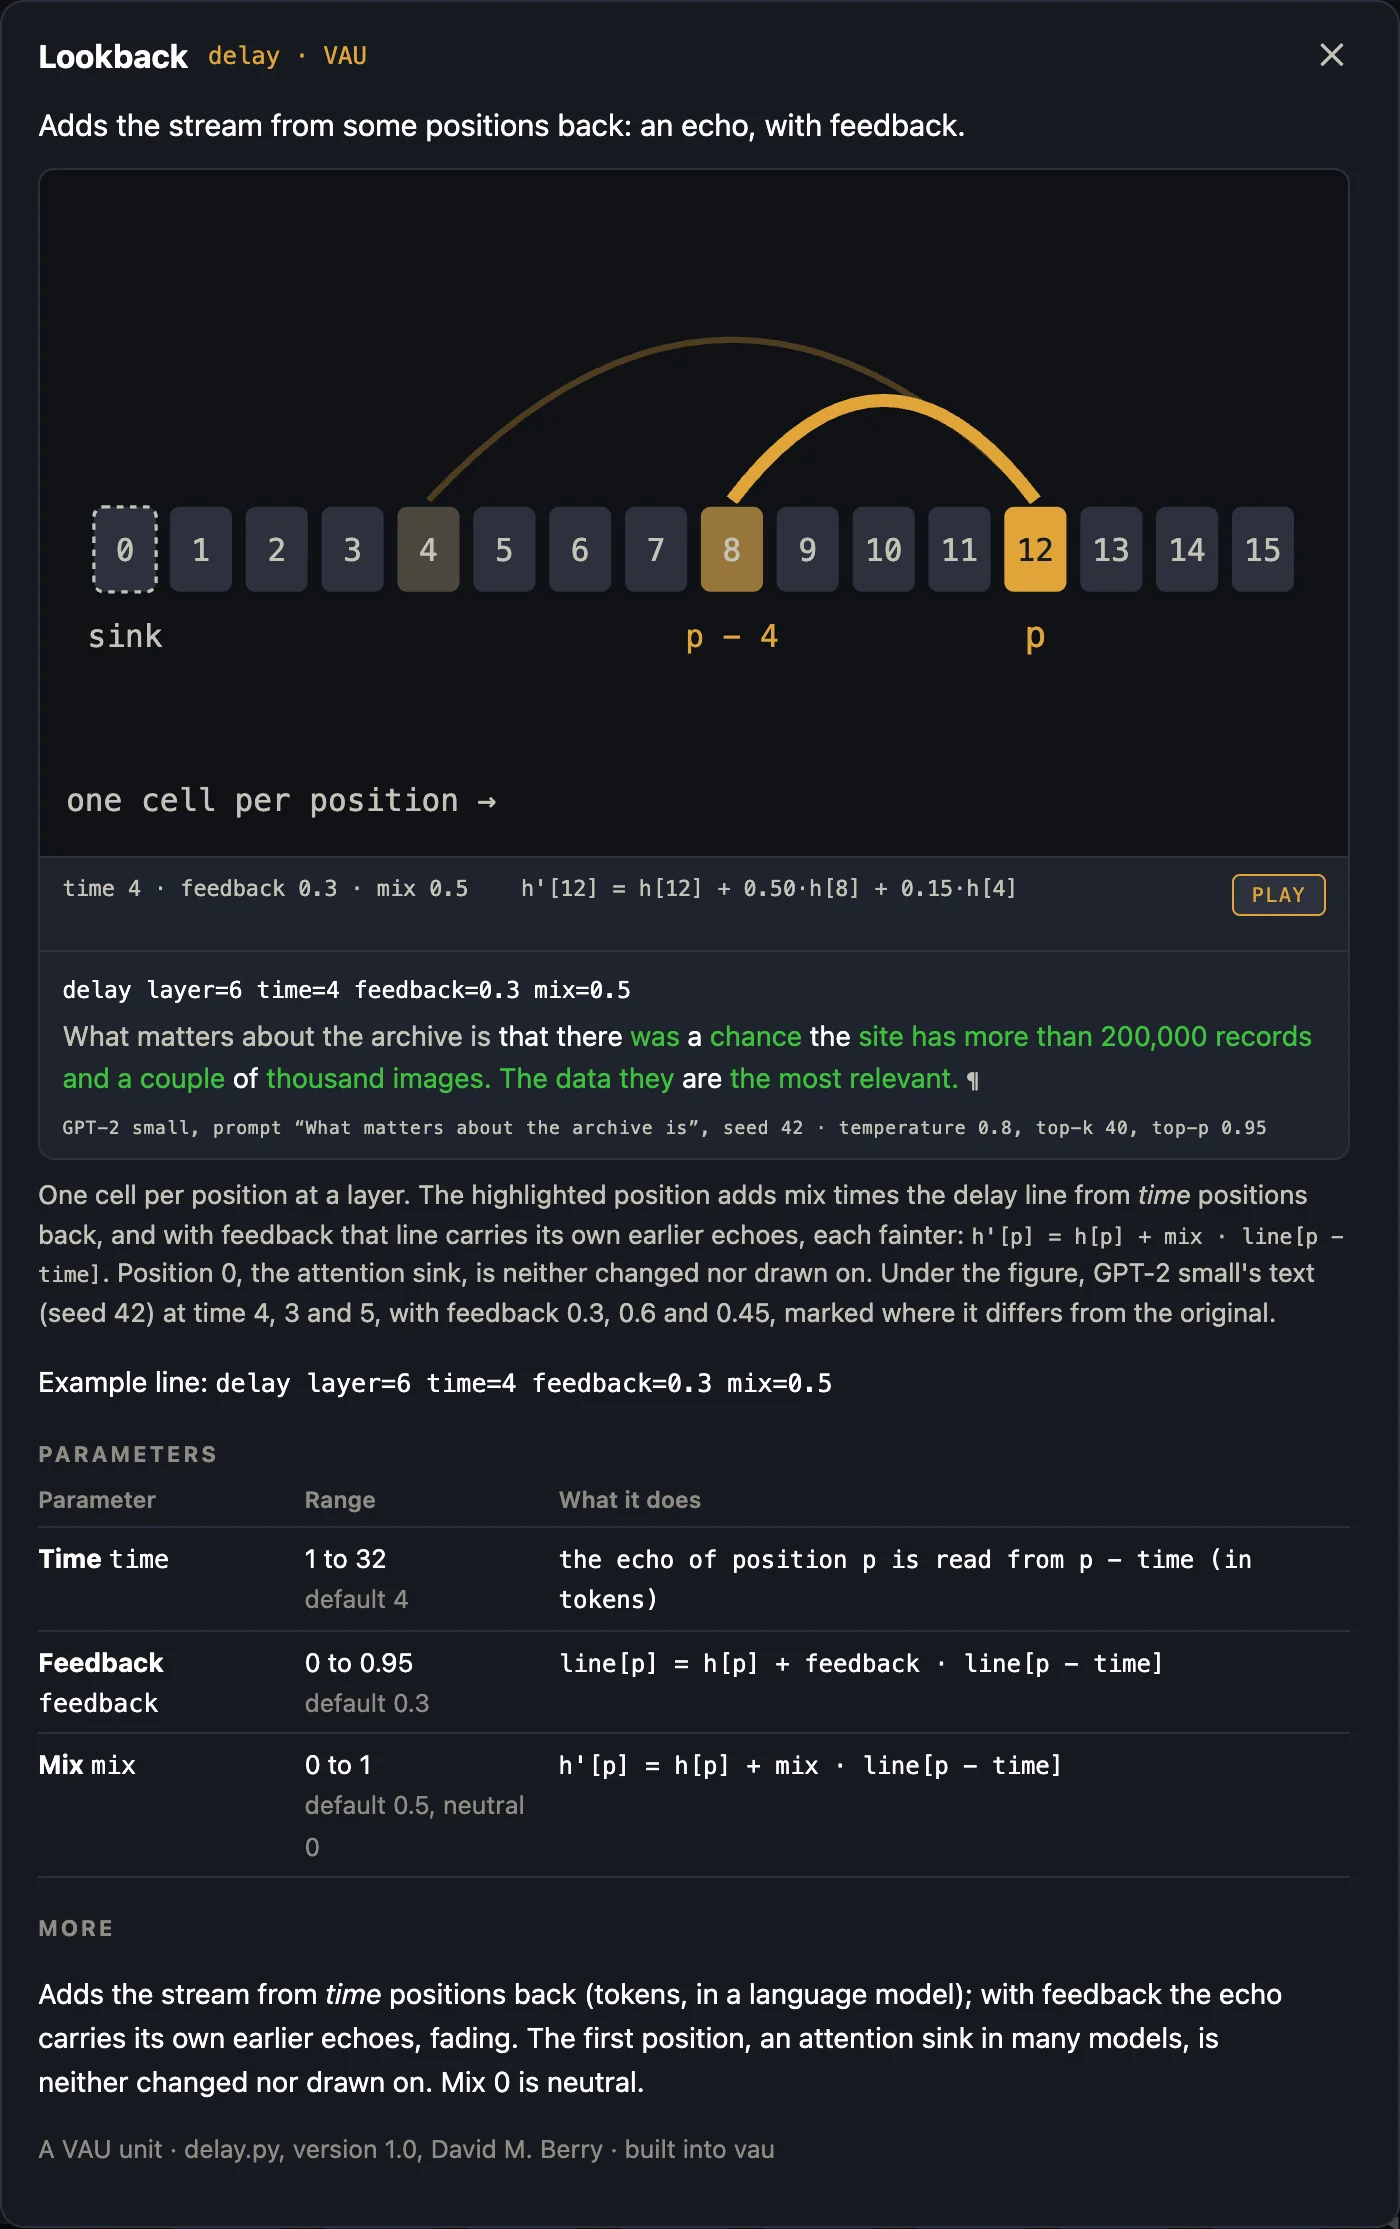 Lookback delay · VAU
Adds the stream from some positions back: an echo, with feedback.
0 1 2 3 4 5 6 7 8 9 10 11 12 13 14 15
sink p − 4 p
one cell per position →
time 4 · feedback 0.3 · mix 0.5 h'[12] = h[12] + 0.50·h[8] + 0.15·h[4] PLAY
delay layer=6 time=4 feedback=0.3 mix=0.5
What matters about the archive is that there was a chance the site has more than 200,000 records
and a couple of thousand images. The data they are the most relevant. ¶
GPT-2 small, prompt “What matters about the archive is”, seed 42 · temperature 0.8, top-k 40, top-p 0.95
One cell per position at a layer. The highlighted position adds mix times the delay line from time positions
back, and with feedback that line carries its own earlier echoes, each fainter: h'[p] = h[p] + mix · line[p −
time]. Position 0, the attention sink, is neither changed nor drawn on. Under the figure, GPT-2 small's text
(seed 42) at time 4, 3 and 5, with feedback 0.3, 0.6 and 0.45, marked where it differs from the original.
Example line: delay layer=6 time=4 feedback=0.3 mix=0.5
PARAMETERS
Parameter Range What it does
Time time 1 to 32 the echo of position p is read from p − time (in
default 4 tokens)
Feedback 0 to 0.95 line[p] = h[p] + feedback · line[p − time]
feedback default 0.3
Mix mix 0 to 1 h'[p] = h[p] + mix · line[p − time]
default 0.5, neutral
0
MORE
Adds the stream from time positions back (tokens, in a language model); with feedback the echo
carries its own earlier echoes, fading. The first position, an attention sink in many models, is
neither changed nor drawn on. Mix 0 is neutral.
A VAU unit · delay.py, version 1.0, David M. Berry · built into vau